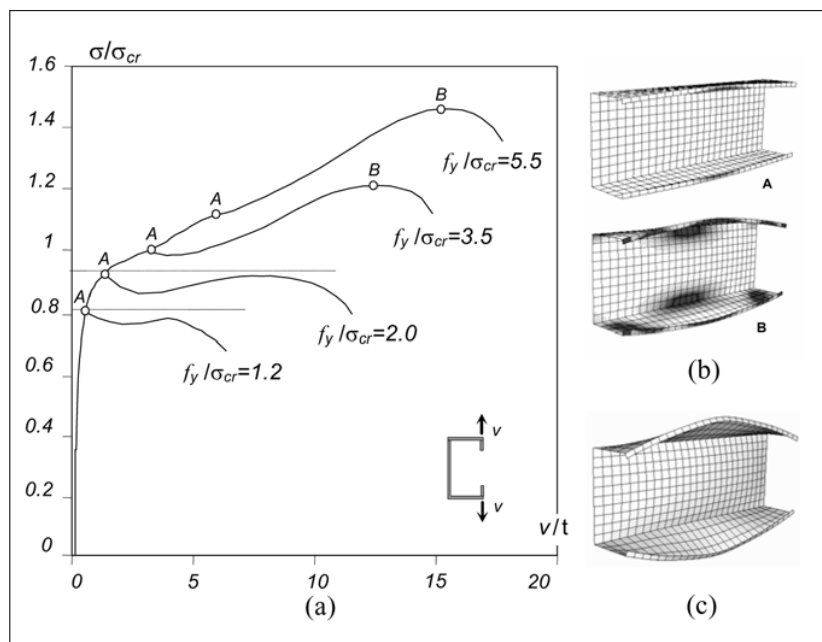 σ/σcr
1.6
1.4
1.2
1
0.8
0.6
0.4
0.2
0
B
fy/σcr=5.5
A
B
fy/σcr=3.5
A
A
fy/σcr=2.0
A
fy/σcr=1.2
v
v
v/t
0
5
10
15
20
(a)
A
B
(b)
(c)